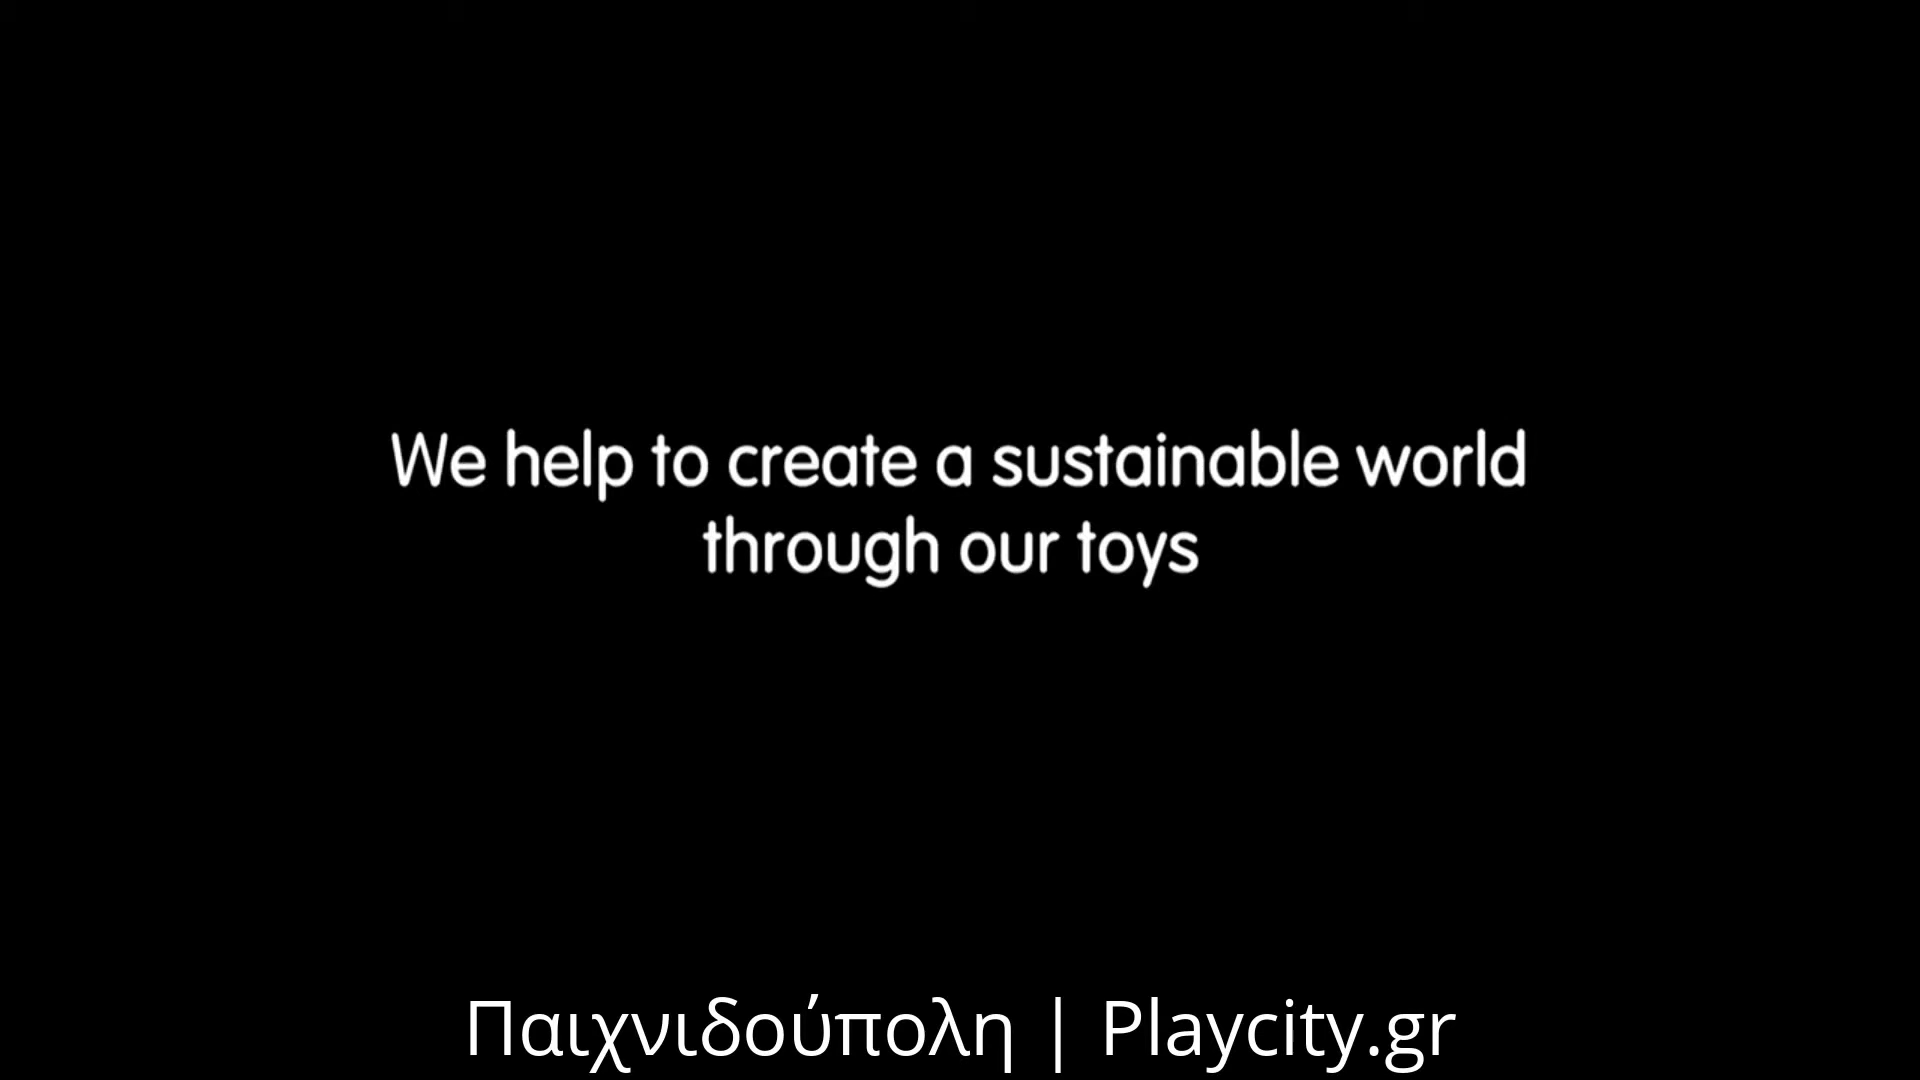 We help to create a sustainable world
through our toys
Παιχνιδούπολη | Playcity.gr